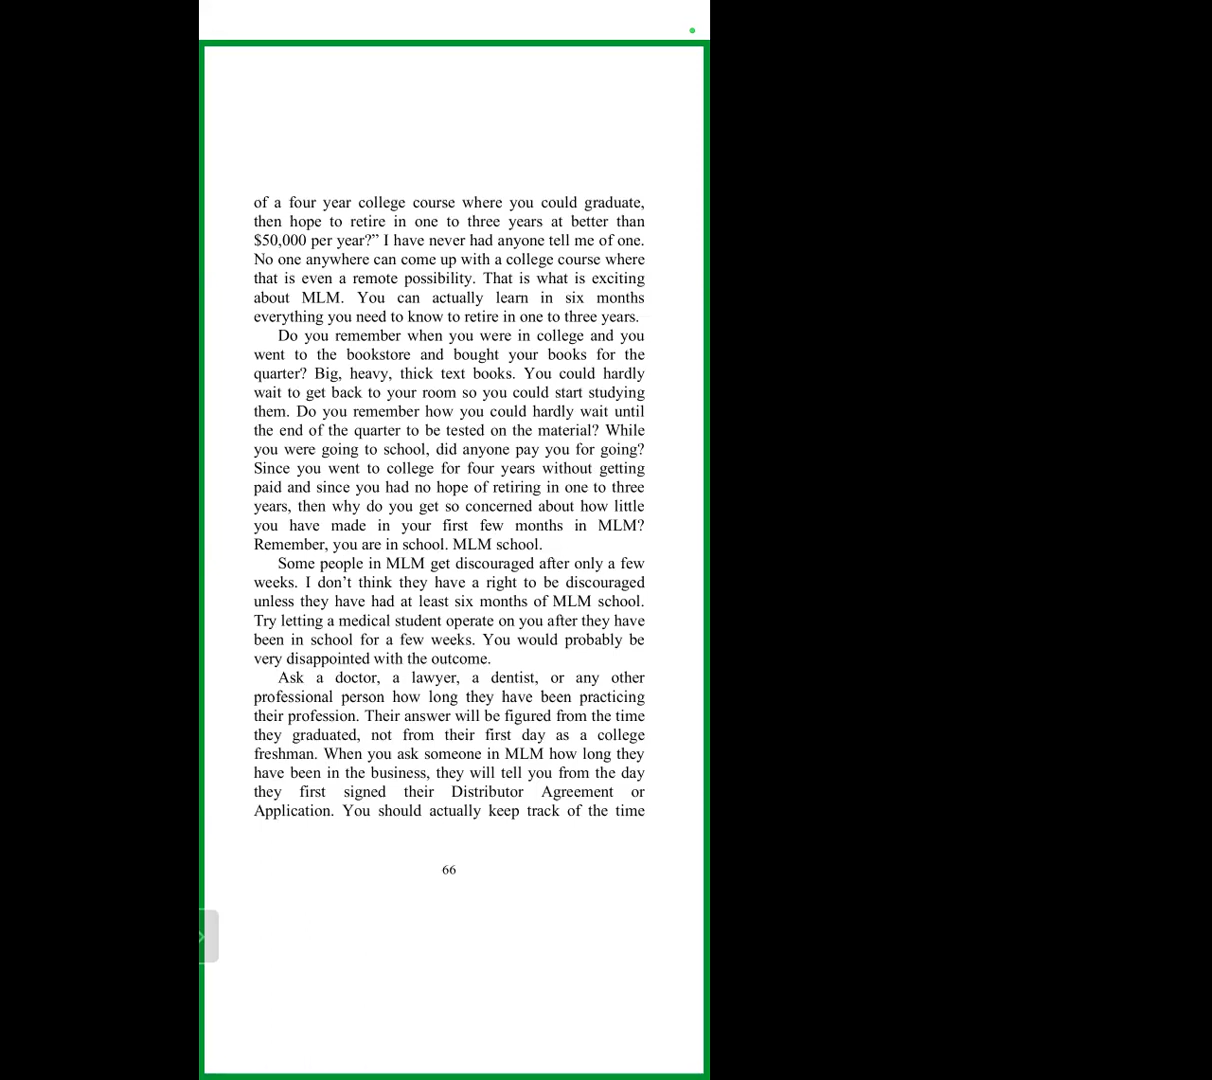 of a four year college course where you could graduate,
then hope to retire in one to three years at better than
$50,000 per year?” I have never had anyone tell me of one.
No one anywhere can come up with a college course where
that is even a remote possibility. That is what is exciting
about MLM. You can actually learn in six months
everything you need to know to retire in one to three years.
Do you remember when you were in college and you
went to the bookstore and bought your books for the
quarter? Big, heavy, thick text books. You could hardly
wait to get back to your room so you could start studying
them. Do you remember how you could hardly wait until
the end of the quarter to be tested on the material? While
you were going to school, did anyone pay you for going?
Since you went to college for four years without getting
paid and since you had no hope of retiring in one to three
years, then why do you get so concerned about how little
you have made in your first few months in MLM?
Remember, you are in school. MLM school.
Some people in MLM get discouraged after only a few
weeks. I don’t think they have a right to be discouraged
unless they have had at least six months of MLM school.
Try letting a medical student operate on you after they have
been in school for a few weeks. You would probably be
very disappointed with the outcome.
Ask a doctor, a lawyer, a dentist, or any other
professional person how long they have been practicing
their profession. Their answer will be figured from the time
they graduated, not from their first day as a college
freshman. When you ask someone in MLM how long they
have been in the business, they will tell you from the day
they first signed their Distributor Agreement or
Application. You should actually keep track of the time
66